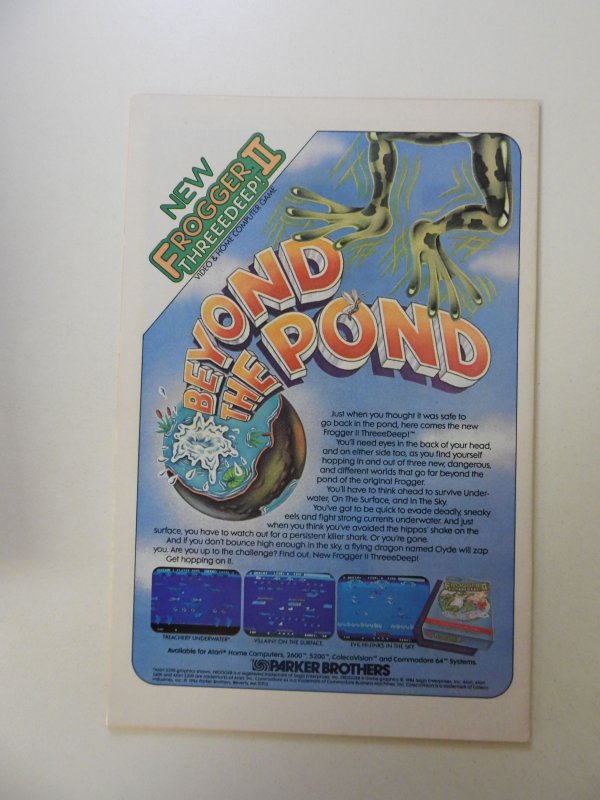 NEW
FROGGER II
THREEEDEEP!™
VIDEO & HOME COMPUTER GAME
BEYOND
THE POND
Just when you thought it was safe to
go back in the pond, here comes the new
Frogger II ThreeeDeep!™
You'll need eyes in the back of your head,
and on either side too, as you find yourself
hopping in and out of three new, dangerous,
and different worlds that go far beyond the
pond of the original Frogger.
You'll have to think ahead to survive Under-
water, On The Surface, and In The Sky.
You've got to be quick to evade deadly, sneaky
eels and fight strong currents underwater. And just
when you think you've avoided the hippos' shake on the
surface, you have to watch out for a persistent killer shark. Or you're gone.
And if you don't bounce high enough in the sky, a flying dragon named Clyde will zap
you. Are you up to the challenge? Find out. New Frogger II ThreeeDeep!
Get hopping on it.
TREACHERY UNDERWATER*
VILLAINY ON THE SURFACE
EVIL HI-JINKS IN THE SKY
Available for Atari® Home Computers, 2600™, 5200™, ColecoVision™ and Commodore 64™ Systems.
PARKER BROTHERS